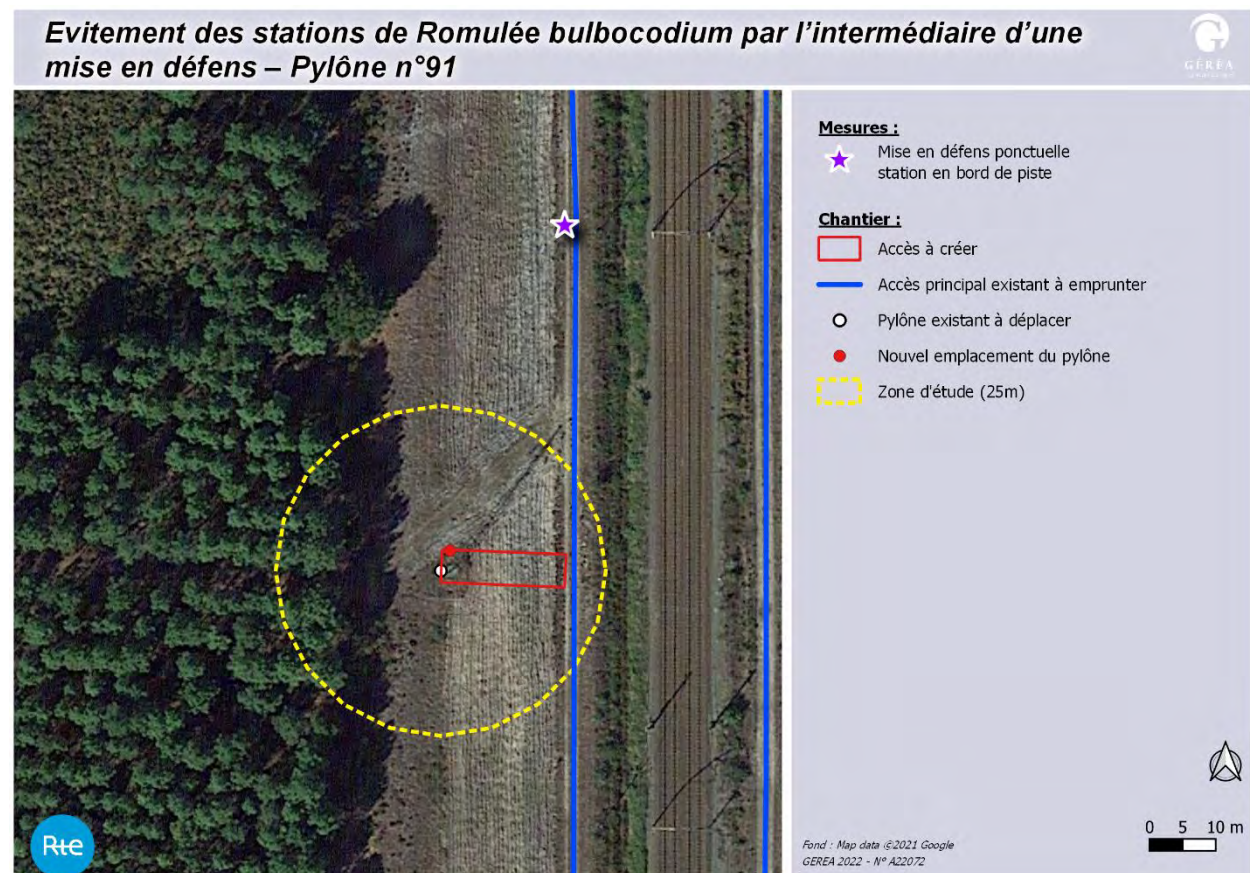 Evitement des stations de Romulée bulbocodium par l'intermédiaire d'une
mise en défens – Pylône n°91
GÉRÉA
Mesures :
Mise en défens ponctuelle
station en bord de piste
Chantier :
Accès à créer
Accès principal existant à emprunter
Pylône existant à déplacer
Nouvel emplacement du pylône
Zone d'étude (25m)
Rte
0 5 10 m
Fond : Map data ©2021 Google
GEREA 2022 - N° A22072